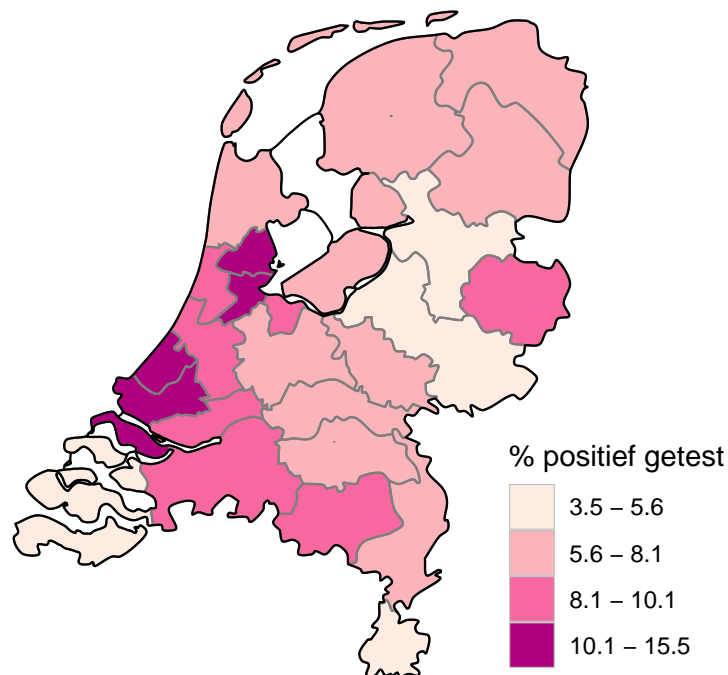 % positief getest
3.5 – 5.6
5.6 – 8.1
8.1 – 10.1
10.1 – 15.5